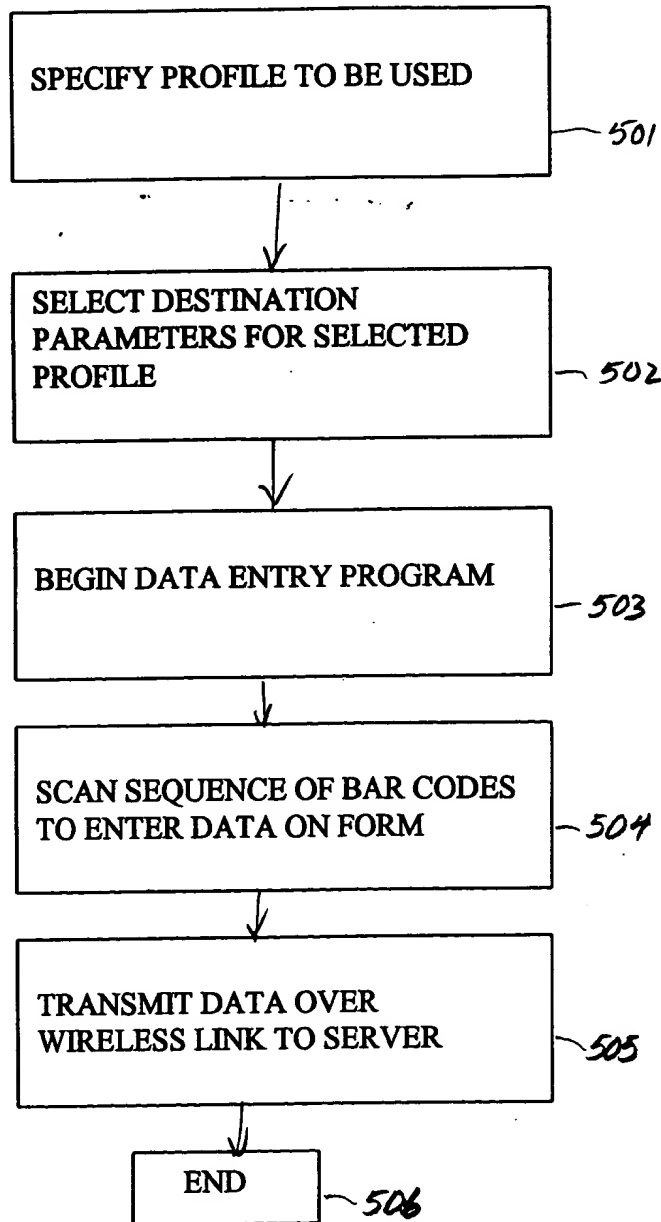 SPECIFY PROFILE TO BE USED
501
SELECT DESTINATION
PARAMETERS FOR SELECTED
PROFILE
502
BEGIN DATA ENTRY PROGRAM
503
SCAN SEQUENCE OF BAR CODES
TO ENTER DATA ON FORM
504
TRANSMIT DATA OVER
WIRELESS LINK TO SERVER
505
END
506